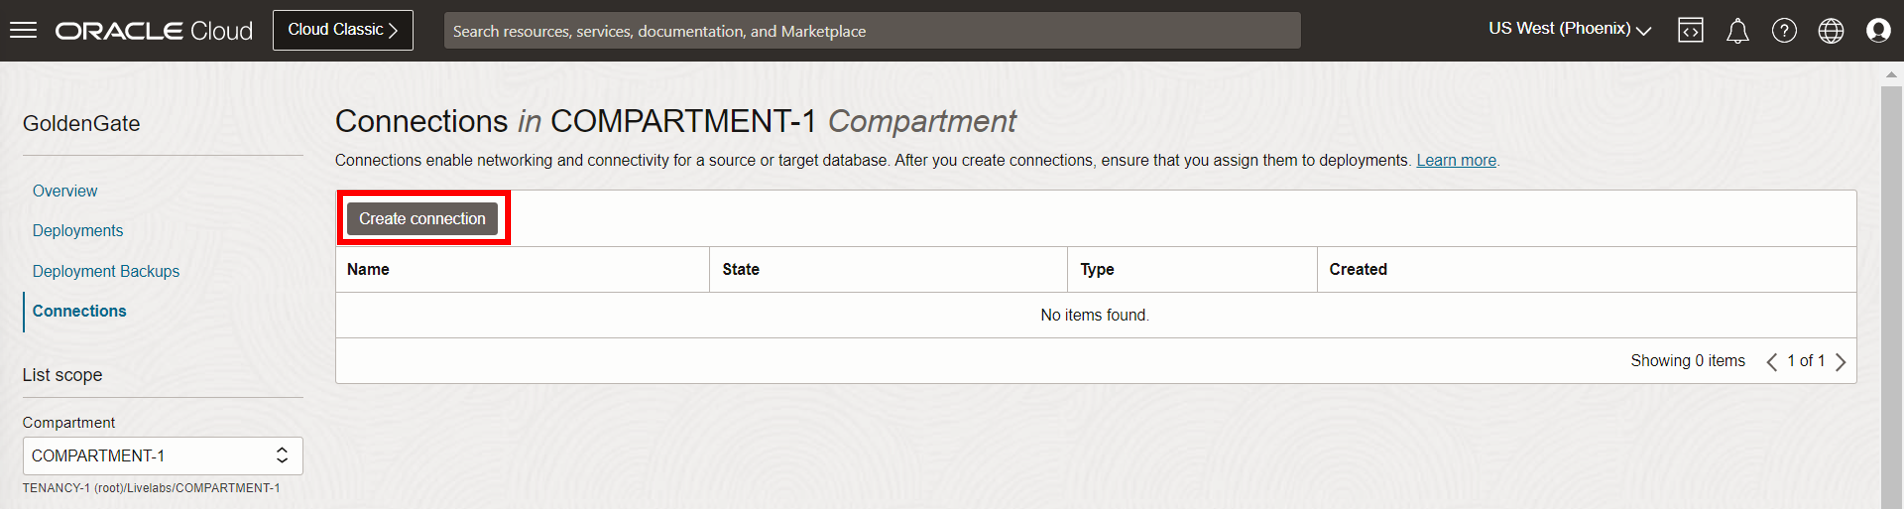 ORACLE Cloud
Cloud Classic
Search resources, services, documentation, and Marketplace
US West (Phoenix)
GoldenGate
Overview
Deployments
Deployment Backups
Connections
List scope
Compartment
COMPARTMENT-1
TENANCY-1 (root)/Livelabs/COMPARTMENT-1
Connections in COMPARTMENT-1 Compartment
Connections enable networking and connectivity for a source or target database. After you create connections, ensure that you assign them to deployments. Learn more.
Create connection
Name State Type Created
No items found.
Showing 0 items 1 of 1